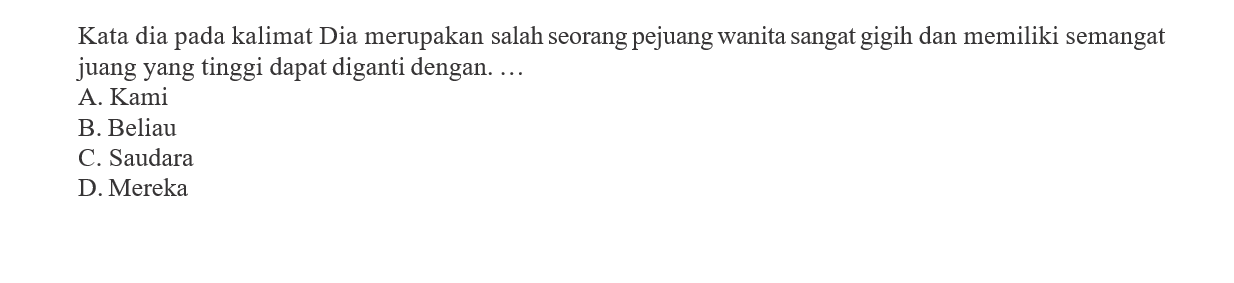 Kata dia pada kalimat Dia merupakan salah seorang pejuang wanita sangat gigih dan memiliki semangat
juang yang tinggi dapat diganti dengan. …
A. Kami
B. Beliau
C. Saudara
D. Mereka